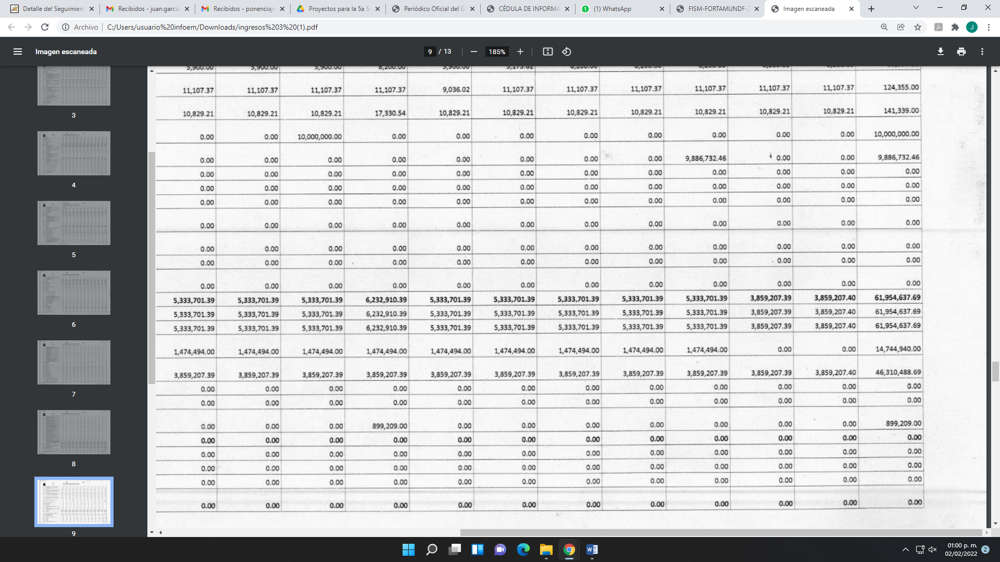 Detalle del Seguimient
Recibidos - juan.garcia
Recibidos - ponenciajr
Proyectos para la 5a S
Periódico Oficial del G
CÉDULA DE INFORMA
(1) WhatsApp
FISM-FORTAMUNDF-2
Imagen escaneada
Archivo C:/Users/usuario%20infoem/Downloads/ingresos%203%20(1).pdf
Imagen escaneada 9 / 13 185%
3
4
5
6
7
8
9
5,900.00 5,900.00 5,900.00 8,200.00 5,900.00 5,175.62 8,200.00
11,107.37 11,107.37 11,107.37 11,107.37 9,036.02 11,107.37 11,107.37 11,107.37 11,107.37 11,107.37 11,107.37 124,355.00
10,829.21 10,829.21 10,829.21 17,330.54 10,829.21 10,829.21 10,829.21 10,829.21 10,829.21 10,829.21 10,829.21 141,339.00
0.00 0.00 10,000,000.00 0.00 0.00 0.00 0.00 0.00 0.00 0.00 0.00 10,000,000.00
0.00 0.00 0.00 0.00 0.00 0.00 0.00 0.00 9,886,732.46 0.00 0.00 9,886,732.46
0.00 0.00 0.00 0.00 0.00 0.00 0.00 0.00 0.00 0.00 0.00 0.00
0.00 0.00 0.00 0.00 0.00 0.00 0.00 0.00 0.00 0.00 0.00 0.00
0.00 0.00 0.00 0.00 0.00 0.00 0.00 0.00 0.00 0.00 0.00 0.00
0.00 0.00 0.00 0.00 0.00 0.00 0.00 0.00 0.00 0.00 0.00 0.00
0.00 0.00 0.00 0.00 0.00 0.00 0.00 0.00 0.00 0.00 0.00 0.00
0.00 0.00 0.00 0.00 0.00 0.00 0.00 0.00 0.00 0.00 0.00 0.00
0.00 0.00 0.00 0.00 0.00 0.00 0.00 0.00 0.00 0.00 0.00 0.00
5,333,701.39 5,333,701.39 5,333,701.39 6,232,910.39 5,333,701.39 5,333,701.39 5,333,701.39 5,333,701.39 5,333,701.39 3,859,207.39 3,859,207.40 61,954,637.69
5,333,701.39 5,333,701.39 5,333,701.39 6,232,910.39 5,333,701.39 5,333,701.39 5,333,701.39 5,333,701.39 5,333,701.39 3,859,207.39 3,859,207.40 61,954,637.69
5,333,701.39 5,333,701.39 5,333,701.39 6,232,910.39 5,333,701.39 5,333,701.39 5,333,701.39 5,333,701.39 5,333,701.39 3,859,207.39 3,859,207.40 61,954,637.69
1,474,494.00 1,474,494.00 1,474,494.00 1,474,494.00 1,474,494.00 1,474,494.00 1,474,494.00 1,474,494.00 1,474,494.00 0.00 0.00 14,744,940.00
3,859,207.39 3,859,207.39 3,859,207.39 3,859,207.39 3,859,207.39 3,859,207.39 3,859,207.39 3,859,207.39 3,859,207.39 3,859,207.39 3,859,207.40 46,310,488.69
0.00 0.00 0.00 0.00 0.00 0.00 0.00 0.00 0.00 0.00 0.00 0.00
0.00 0.00 0.00 0.00 0.00 0.00 0.00 0.00 0.00 0.00 0.00 0.00
0.00 0.00 0.00 899,209.00 0.00 0.00 0.00 0.00 0.00 0.00 0.00 899,209.00
0.00 0.00 0.00 0.00 0.00 0.00 0.00 0.00 0.00 0.00 0.00 0.00
0.00 0.00 0.00 0.00 0.00 0.00 0.00 0.00 0.00 0.00 0.00 0.00
0.00 0.00 0.00 0.00 0.00 0.00 0.00 0.00 0.00 0.00 0.00 0.00
0.00 0.00 0.00 0.00 0.00 0.00 0.00 0.00 0.00 0.00 0.00 0.00
0.00 0.00 0.00 0.00 0.00 0.00 0.00 0.00 0.00 0.00 0.00 0.00
01:00 p. m.
02/02/2022
2